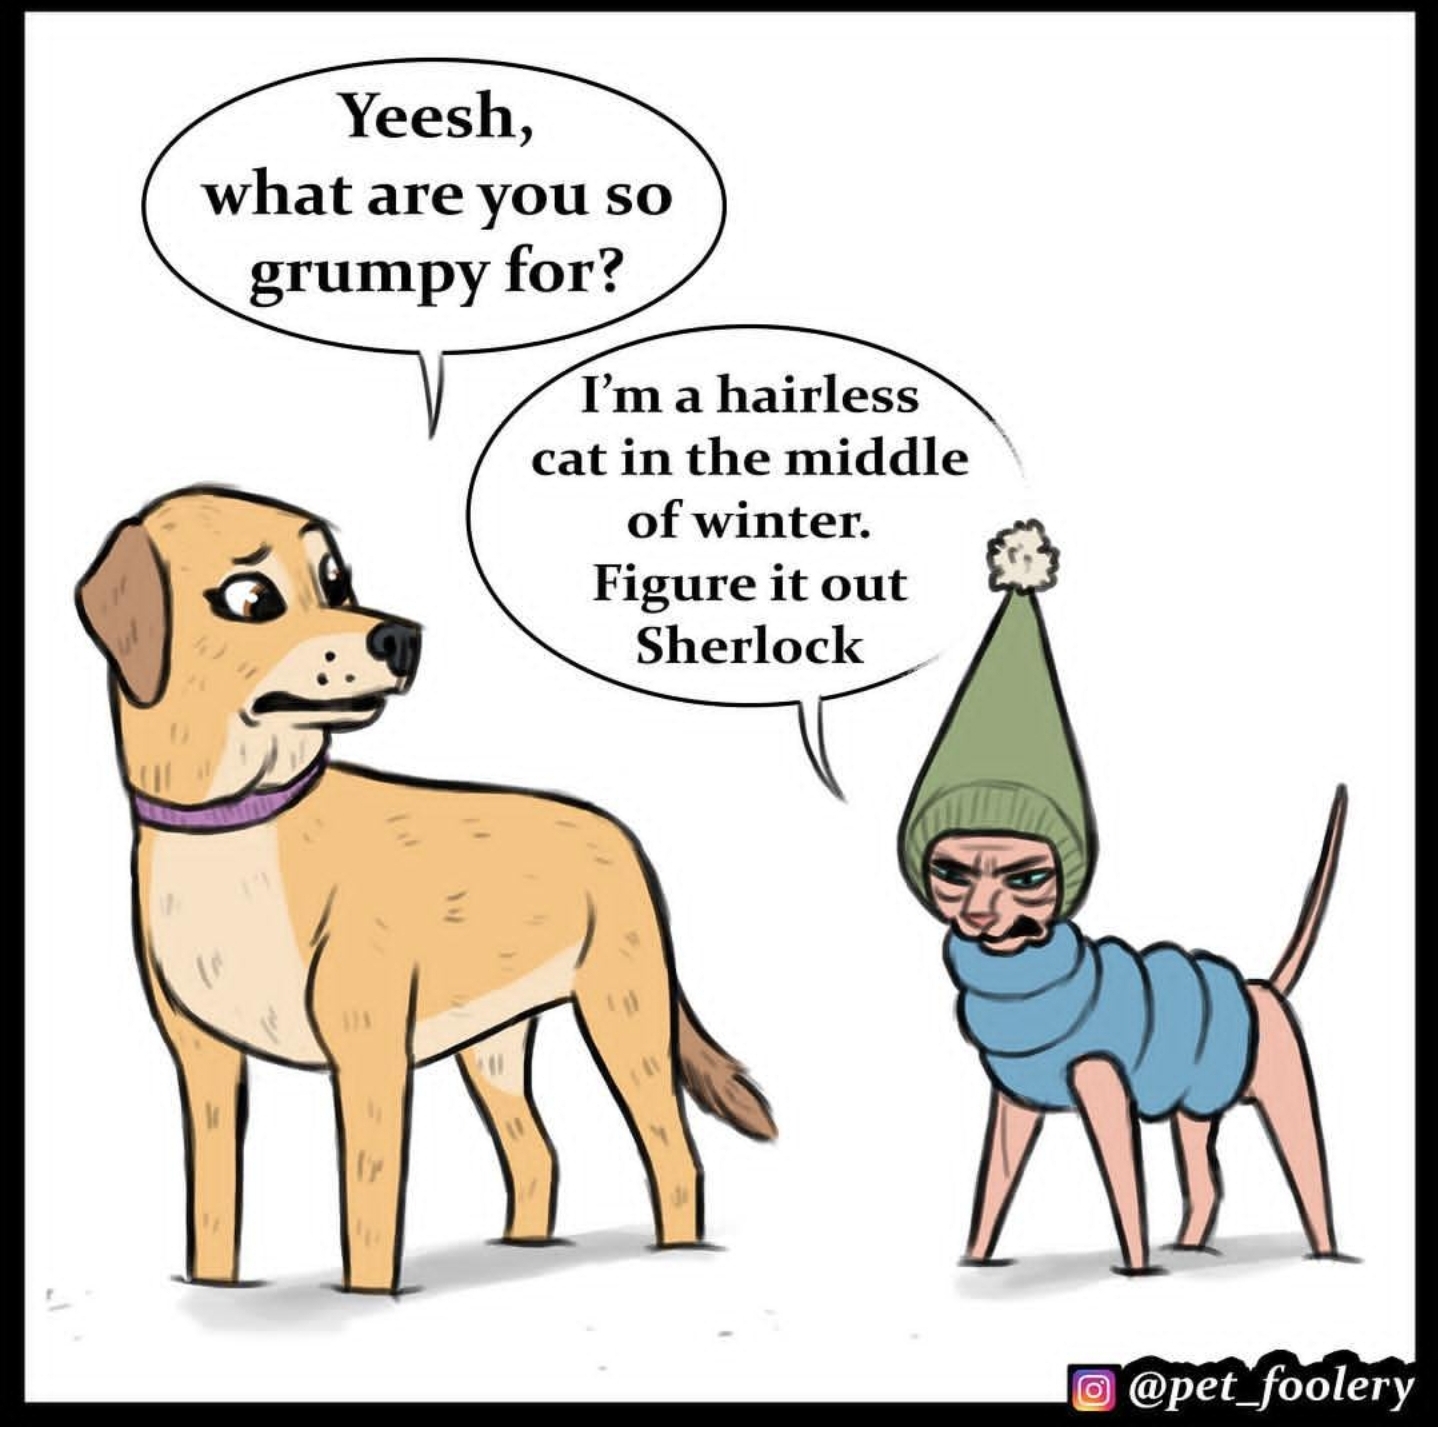 Yeesh,
what are you so
grumpy for?
I'm a hairless
cat in the middle
of winter.
Figure it out
Sherlock
@pet_foolery